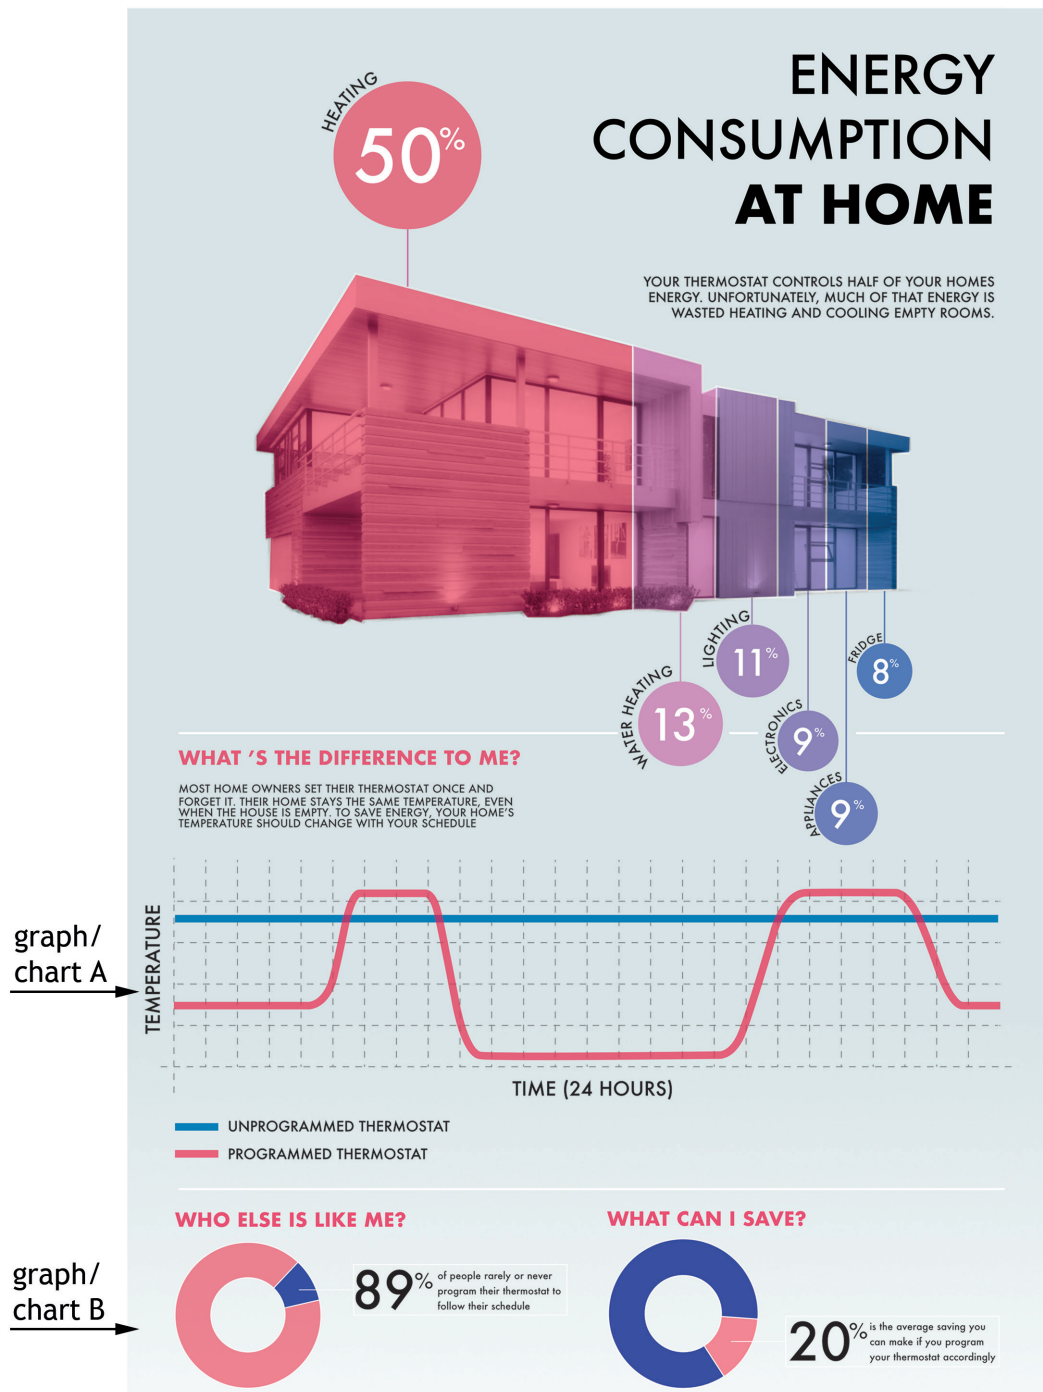 ENERGY
CONSUMPTION
AT HOME
HEATING
50%
YOUR THERMOSTAT CONTROLS HALF OF YOUR HOMES
ENERGY. UNFORTUNATELY, MUCH OF THAT ENERGY IS
WASTED HEATING AND COOLING EMPTY ROOMS.
WATER HEATING
13%
LIGHTING
11%
ELECTRONICS
9%
APPLIANCES
9%
FRIDGE
8%
WHAT 'S THE DIFFERENCE TO ME?
MOST HOME OWNERS SET THEIR THERMOSTAT ONCE AND
FORGET IT. THEIR HOME STAYS THE SAME TEMPERATURE, EVEN
WHEN THE HOUSE IS EMPTY. TO SAVE ENERGY, YOUR HOME'S
TEMPERATURE SHOULD CHANGE WITH YOUR SCHEDULE
graph/
chart A
TEMPERATURE
TIME (24 HOURS)
UNPROGRAMMED THERMOSTAT
PROGRAMMED THERMOSTAT
graph/
chart B
WHO ELSE IS LIKE ME?
89%
of people rarely or never
program their thermostat to
follow their schedule
WHAT CAN I SAVE?
20%
is the average saving you
can make if you program
your thermostat accordingly